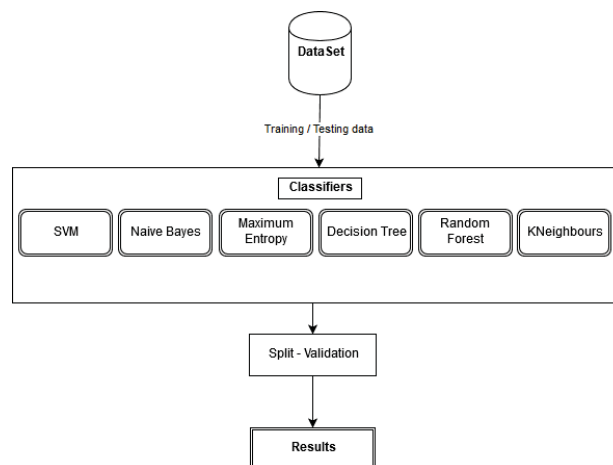 DataSet
Training / Testing data
Classifiers
SVM
Naive Bayes
Maximum
Entropy
Decision Tree
Random
Forest
KNeighbours
Split - Validation
Results